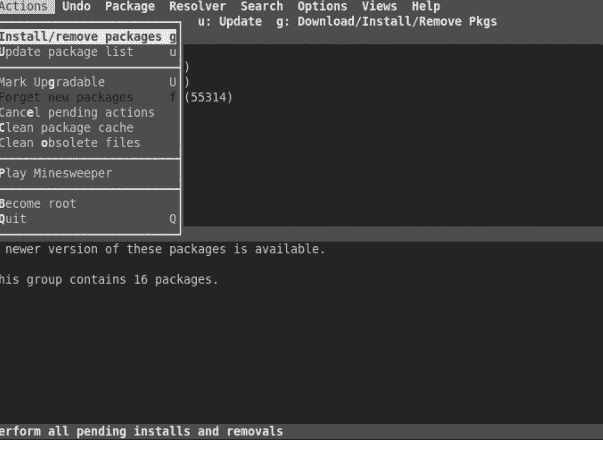 Actions Undo Package Resolver Search Options Views Help
u: Update g: Download/Install/Remove Pkgs
Install/remove packages g
Update package list u
)
Mark Upgradable U )
Forget new packages f (55314)
Cancel pending actions
Clean package cache
Clean obsolete files
Play Minesweeper
Become root
Quit Q
newer version of these packages is available.
his group contains 16 packages.
erform all pending installs and removals